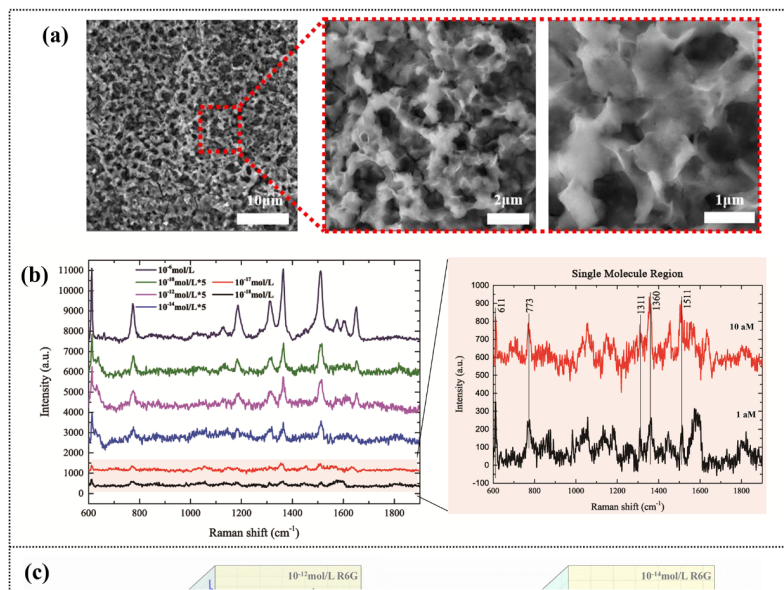 (a)
10μm
2μm
1μm
(b)
10⁻⁶mol/L
10⁻¹⁰mol/L*5
10⁻¹²mol/L*5
10⁻¹⁴mol/L*5
10⁻¹⁷mol/L
10⁻¹⁸mol/L
11000
10000
9000
8000
7000
6000
5000
4000
3000
2000
1000
0
Intensity (a.u.)
600 800 1000 1200 1400 1600 1800
Raman shift (cm⁻¹)
Single Molecule Region
1000
900
800
700
600
500
400
300
200
100
0
-100
Intensity (a.u.)
611
773
1311
1360
1511
10 aM
1 aM
600 800 1000 1200 1400 1600 1800
Raman shift (cm⁻¹)
(c)
10⁻¹²mol/L R6G
10⁻¹⁴mol/L R6G